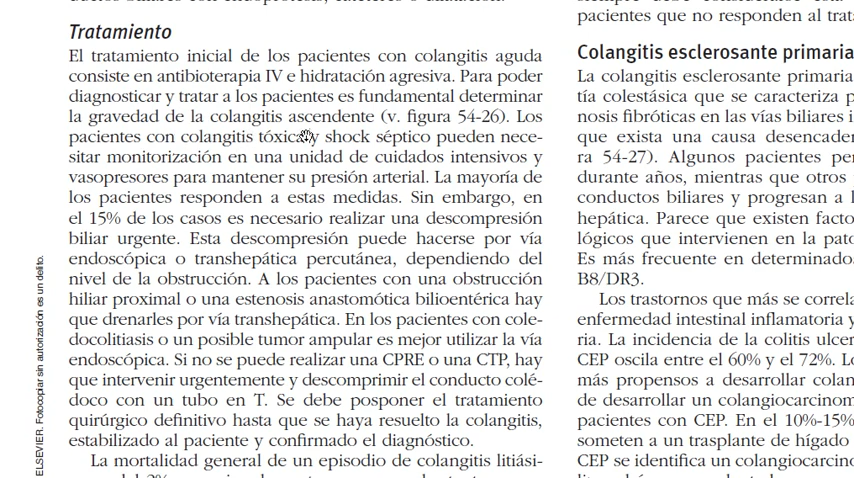 Tratamiento
El tratamiento inicial de los pacientes con colangitis aguda
consiste en antibioterapia IV e hidratación agresiva. Para poder
diagnosticar y tratar a los pacientes es fundamental determinar
la gravedad de la colangitis ascendente (v. figura 54-26). Los
pacientes con colangitis tóxica y shock séptico pueden nece-
sitar monitorización en una unidad de cuidados intensivos y
vasopresores para mantener su presión arterial. La mayoría de
los pacientes responden a estas medidas. Sin embargo, en
el 15% de los casos es necesario realizar una descompresión
biliar urgente. Esta descompresión puede hacerse por vía
endoscópica o transhepática percutánea, dependiendo del
nivel de la obstrucción. A los pacientes con una obstrucción
hiliar proximal o una estenosis anastomótica bilioentérica hay
que drenarles por vía transhepática. En los pacientes con cole-
docolitiasis o un posible tumor ampular es mejor utilizar la vía
endoscópica. Si no se puede realizar una CPRE o una CTP, hay
que intervenir urgentemente y descomprimir el conducto colé-
doco con un tubo en T. Se debe posponer el tratamiento
quirúrgico definitivo hasta que se haya resuelto la colangitis,
estabilizado al paciente y confirmado el diagnóstico.
La mortalidad general de un episodio de colangitis litiási-
pacientes que no responden al trat
Colangitis esclerosante primaria
La colangitis esclerosante primaria
tía colestásica que se caracteriza p
nosis fibróticas en las vías biliares i
que exista una causa desencade
ra 54-27). Algunos pacientes pe
durante años, mientras que otros
conductos biliares y progresan a l
hepática. Parece que existen facto
lógicos que intervienen en la pato
Es más frecuente en determinado
B8/DR3.
Los trastornos que más se correla
enfermedad intestinal inflamatoria y
ria. La incidencia de la colitis ulcer
CEP oscila entre el 60% y el 72%. Lo
más propensos a desarrollar colan
de desarrollar un colangiocarcinom
pacientes con CEP. En el 10%-15%
someten a un trasplante de hígado
CEP se identifica un colangiocarcino
ELSEVIER. Fotocopiar sin autorización es un delito.